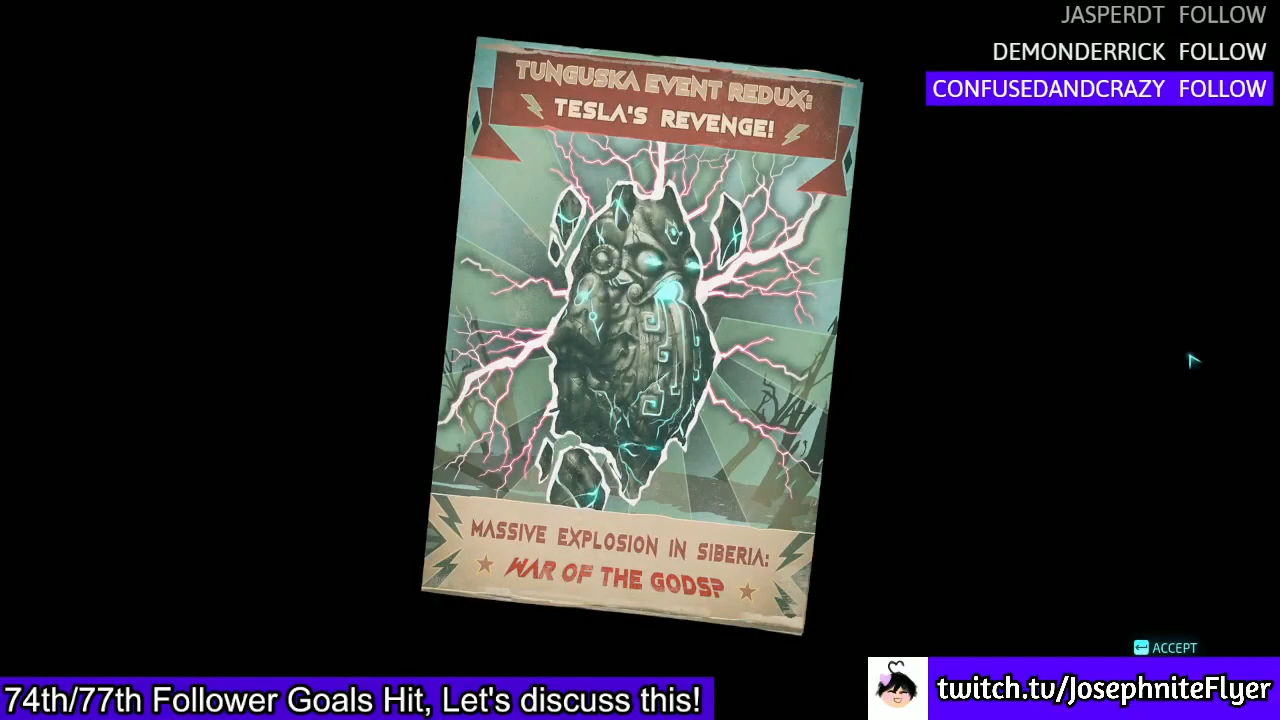 JASPERDT FOLLOW
DEMONDERRICK FOLLOW
CONFUSEDANDCRAZY FOLLOW
TUNGUSKA EVENT REDUX:
TESLA'S REVENGE!
MASSIVE EXPLOSION IN SIBERIA:
WAR OF THE GODS?
ACCEPT
74th/77th Follower Goals Hit, Let's discuss this!
twitch.tv/JosephniteFlyer